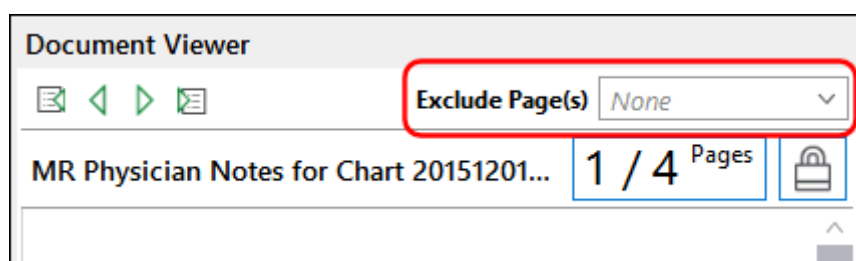 Document Viewer
Exclude Page(s) None
MR Physician Notes for Chart 20151201... 1 / 4 Pages